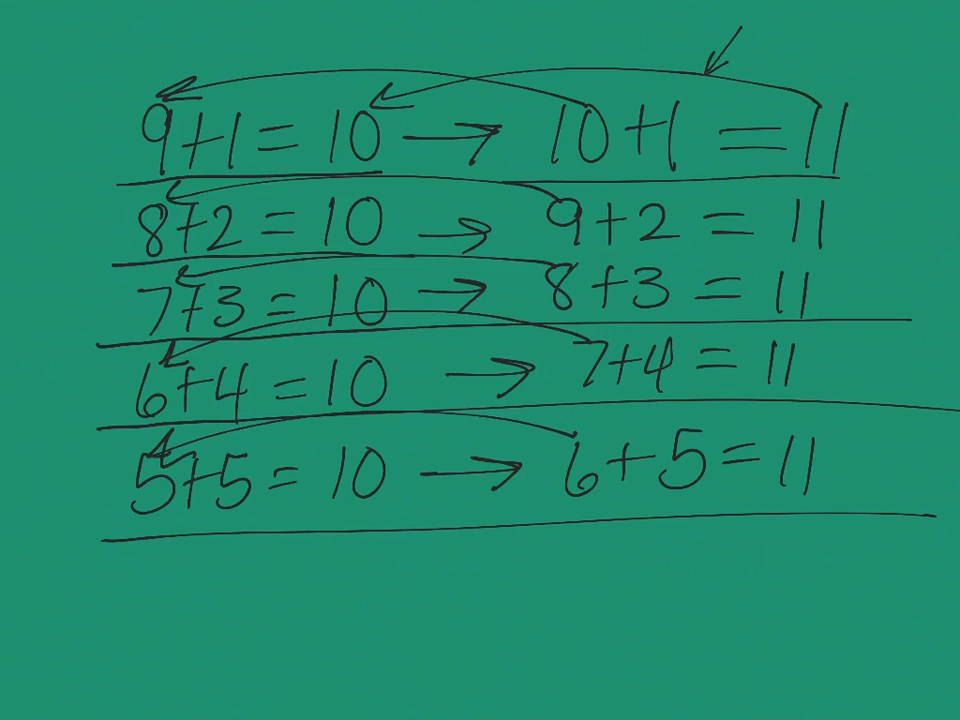 9+1=10 → 10+1=11
8+2=10 → 9+2=11
7+3=10 → 8+3=11
6+4=10 → 7+4=11
5+5=10 → 6+5=11